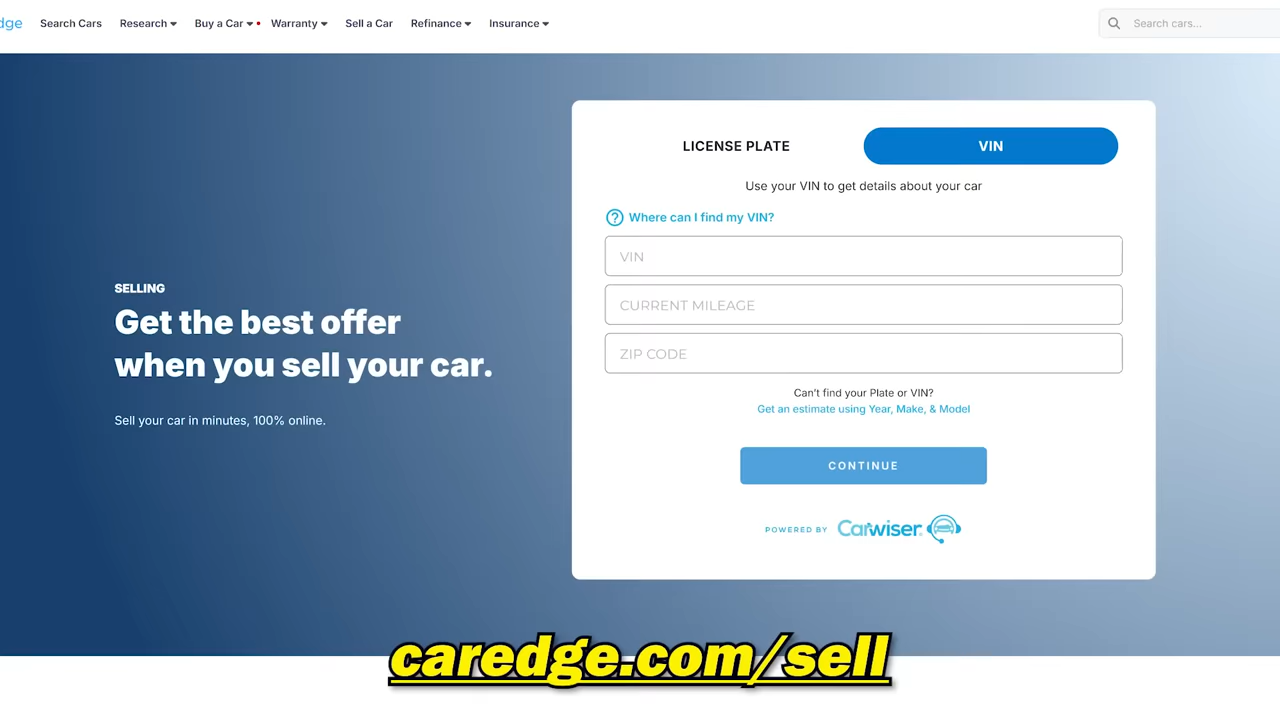 dge Search Cars Research Buy a Car Warranty Sell a Car Refinance Insurance Search cars...
LICENSE PLATE VIN
Use your VIN to get details about your car
Where can I find my VIN?
VIN
CURRENT MILEAGE
ZIP CODE
SELLING
Get the best offer
when you sell your car.
Sell your car in minutes, 100% online.
Can't find your Plate or VIN?
Get an estimate using Year, Make, & Model
CONTINUE
POWERED BY Carwiser
caredge.com/sell